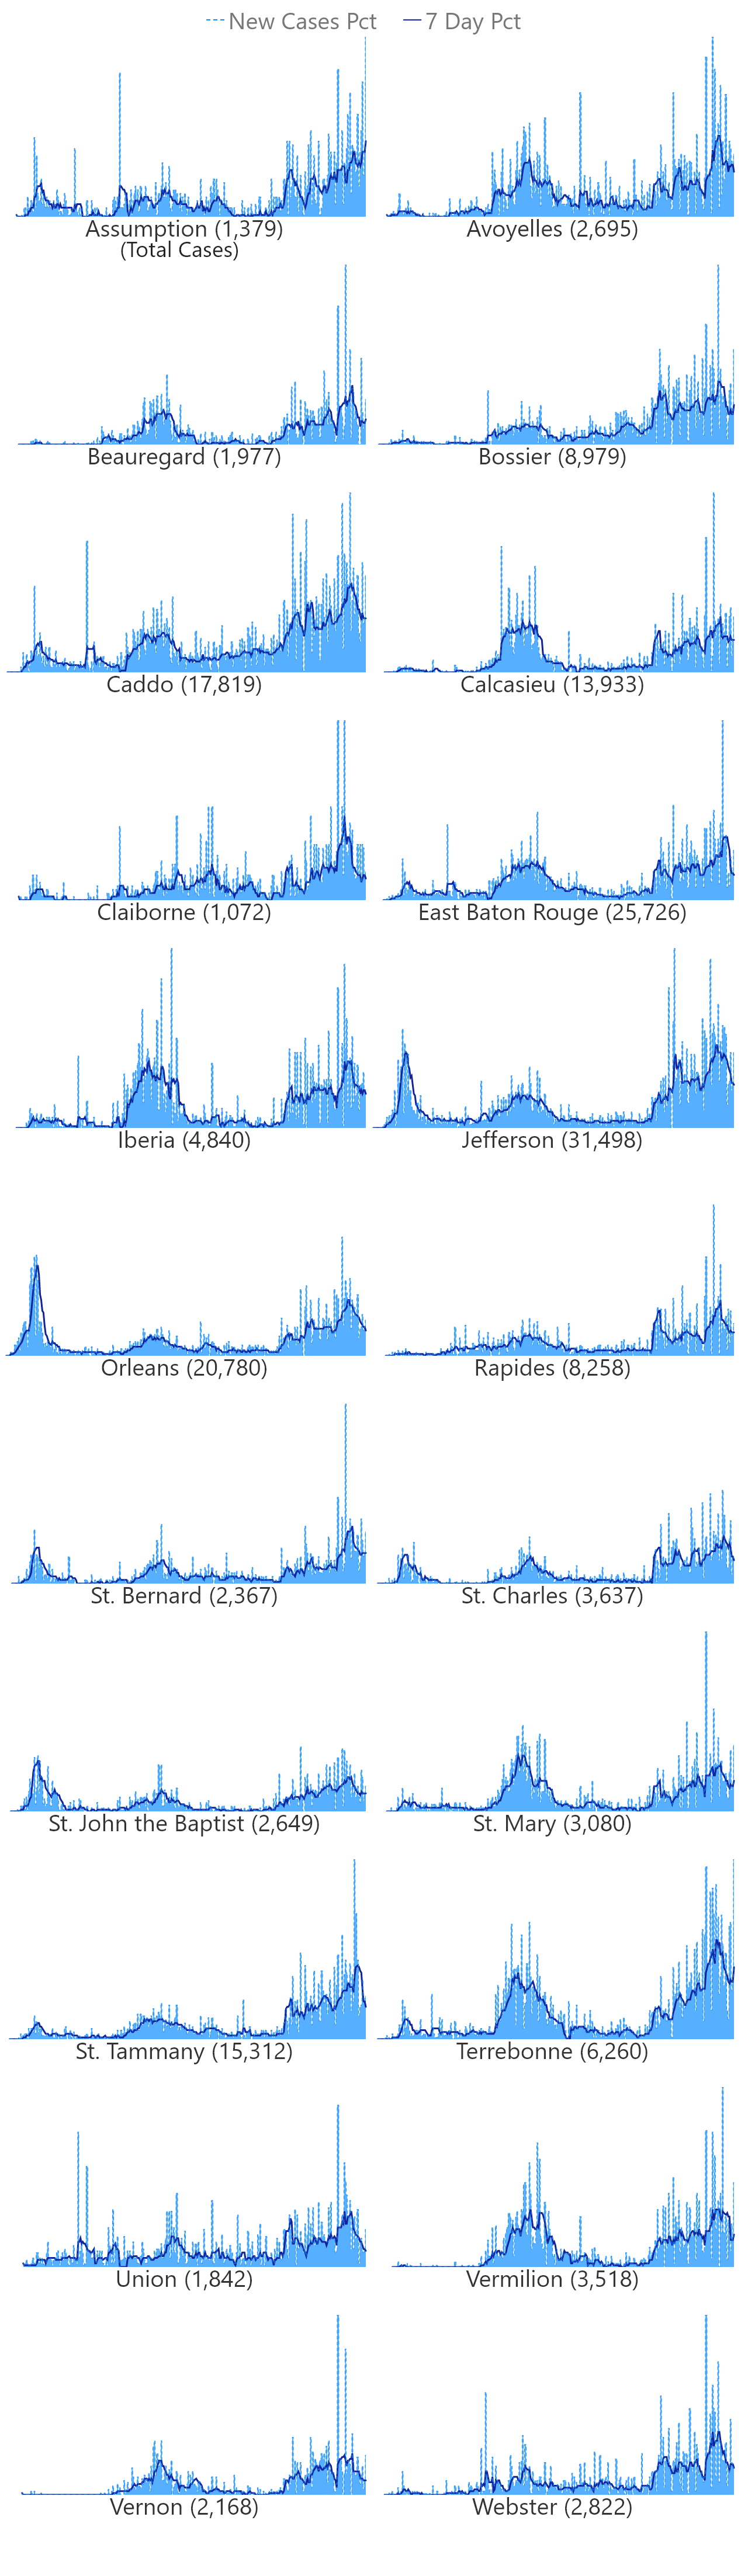 New Cases Pct 7 Day Pct
Assumption (1,379)
(Total Cases)
Avoyelles (2,695)
Beauregard (1,977)
Bossier (8,979)
Caddo (17,819)
Calcasieu (13,933)
Claiborne (1,072)
East Baton Rouge (25,726)
Iberia (4,840)
Jefferson (31,498)
Orleans (20,780)
Rapides (8,258)
St. Bernard (2,367)
St. Charles (3,637)
St. John the Baptist (2,649)
St. Mary (3,080)
St. Tammany (15,312)
Terrebonne (6,260)
Union (1,842)
Vermilion (3,518)
Vernon (2,168)
Webster (2,822)